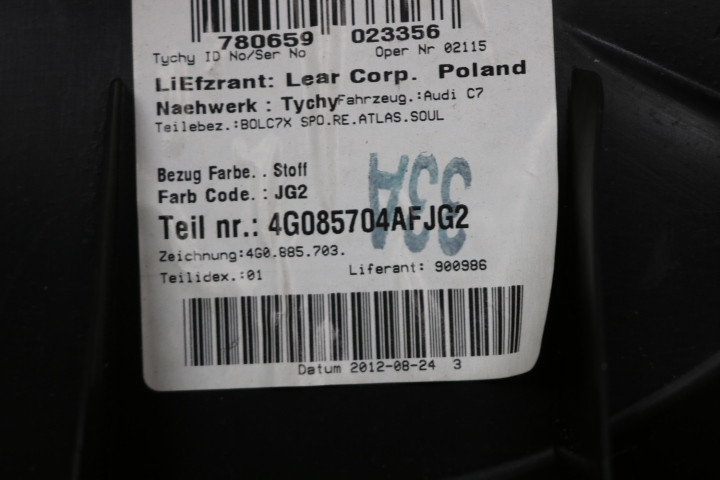 780659 023356
Tychy ID No/Ser No Oper Nr 02115
LiEfzrant: Lear Corp. Poland
Naehwerk : Tychy Fahrzeug.:Audi C7
Teilebez.:BOLC7X SPO.RE.ATLAS.SOUL
Bezug Farbe. . Stoff
Farb Code. : JG2
33A
Teil nr.: 4G085704AFJG2
Zeichnung:4G0.885.703.
Teilidex.:01 Liferant: 900986
Datum 2012-08-24 3